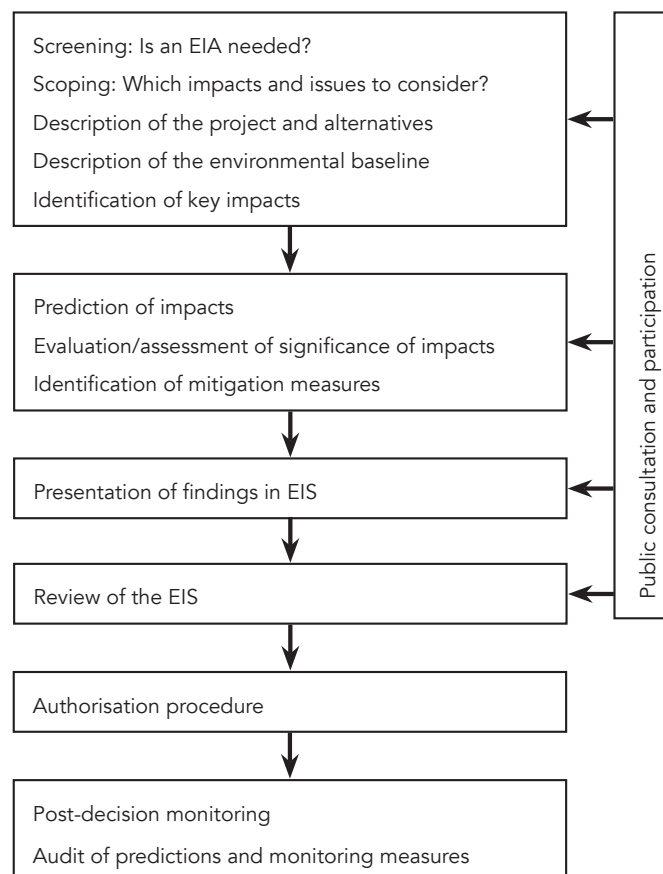 Screening: Is an EIA needed?
Scoping: Which impacts and issues to consider?
Description of the project and alternatives
Description of the environmental baseline
Identification of key impacts
Prediction of impacts
Evaluation/assessment of significance of impacts
Identification of mitigation measures
Presentation of findings in EIS
Review of the EIS
Authorisation procedure
Post-decision monitoring
Audit of predictions and monitoring measures
Public consultation and participation